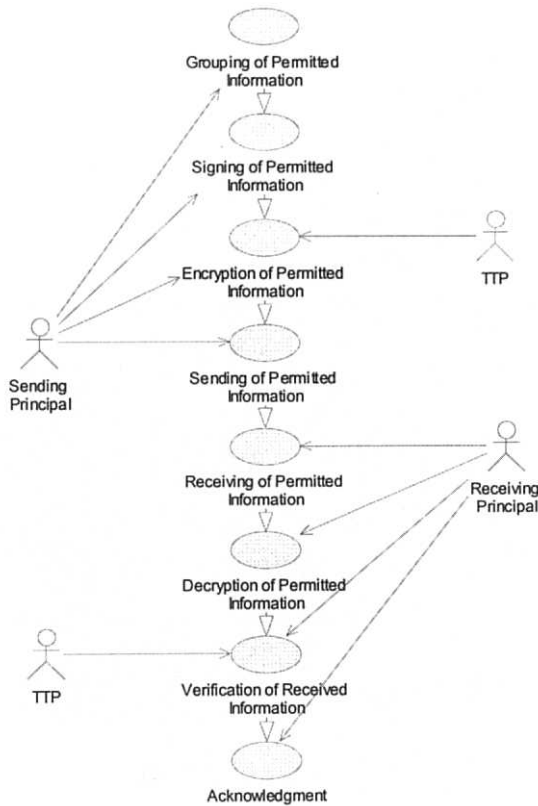 Grouping of Permitted
Information
Signing of Permitted
Information
Encryption of Permitted
Information
TTP
Sending
Principal
Sending of Permitted
Information
Receiving of Permitted
Information
Receiving
Principal
Decryption of Permitted
Information
TTP
Verification of Received
Information
Acknowledgment